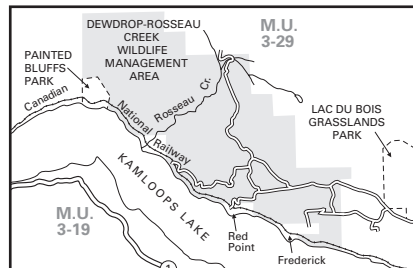 DEWDROP-ROSSEAU
CREEK
WILDLIFE
MANAGEMENT
AREA
M.U.
3-29
PAINTED
BLUFFS
PARK
Canadian National Railway
Rosseau Cr.
LAC DU BOIS
GRASSLANDS
PARK
KAMLOOPS LAKE
M.U.
3-19
Red
Point
Frederick
1